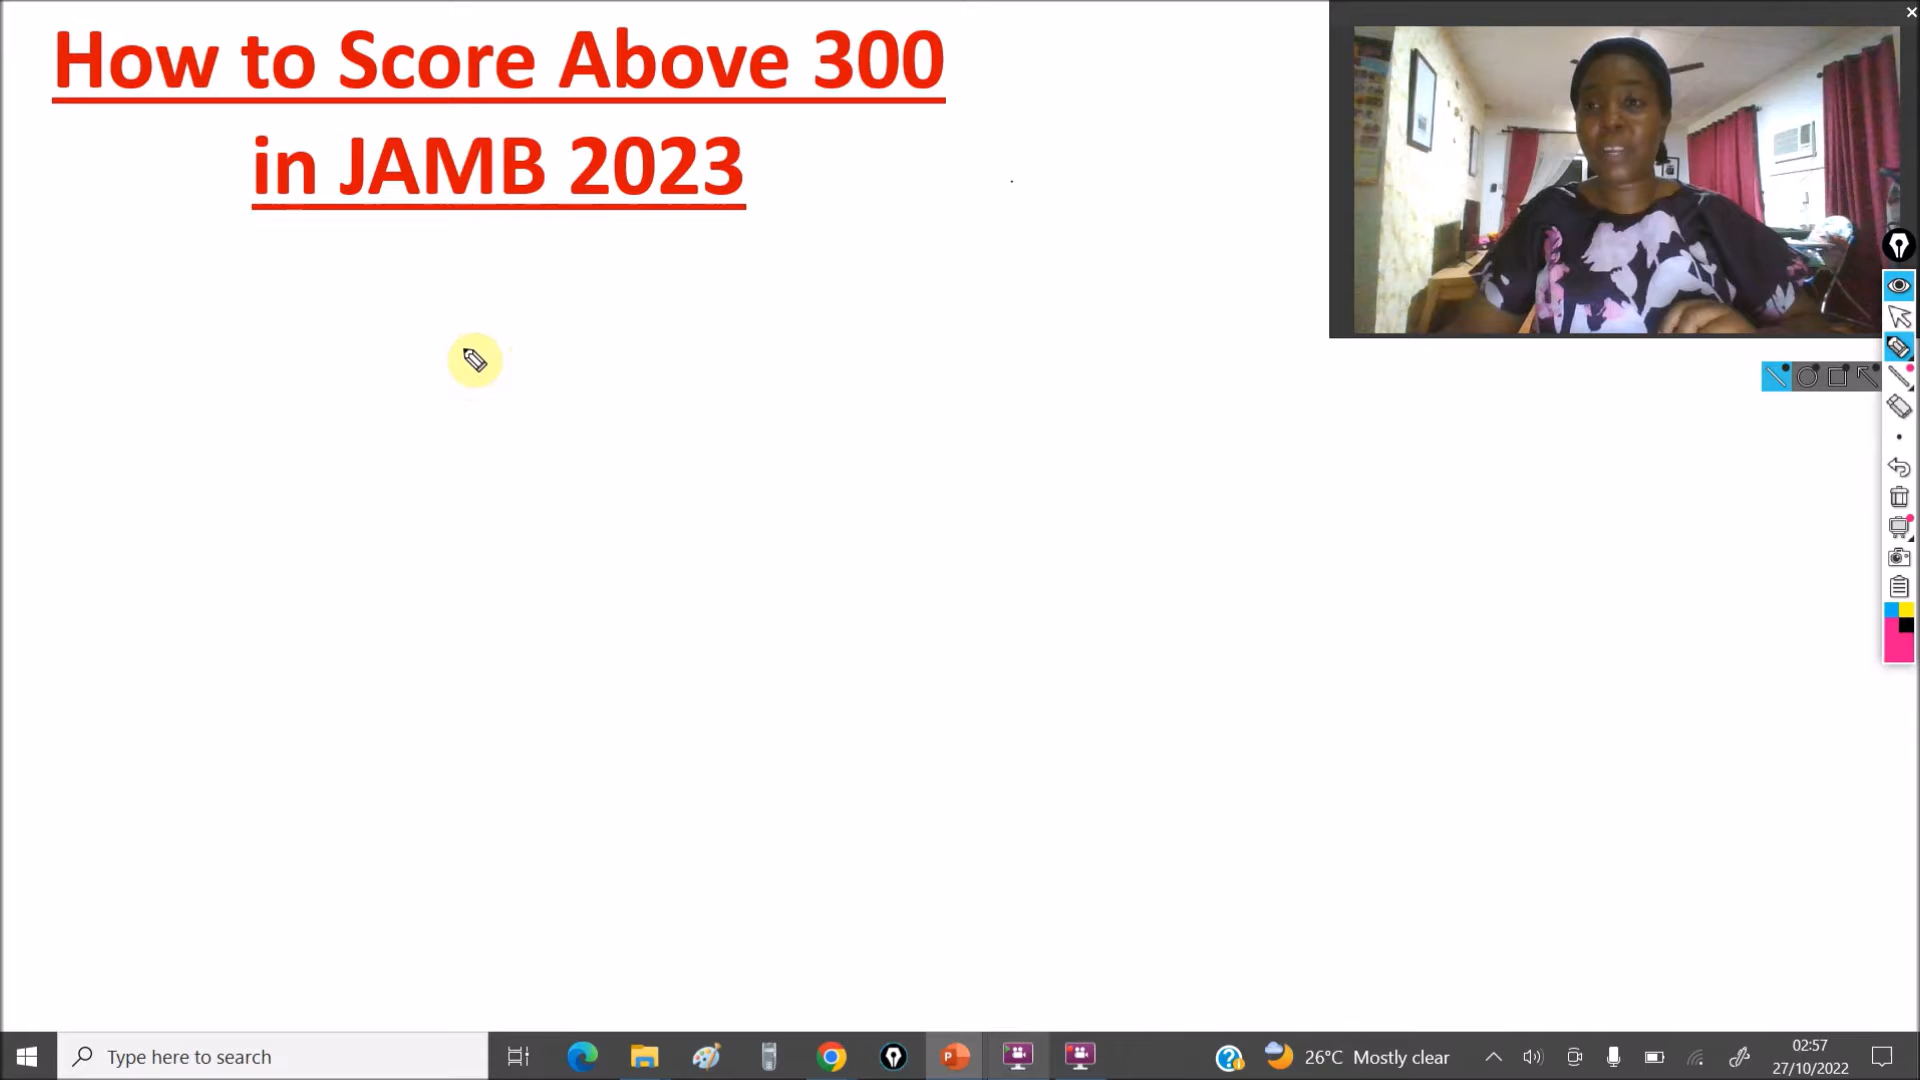 How to Score Above 300
in JAMB 2023
Type here to search
26°C Mostly clear
02:57
27/10/2022